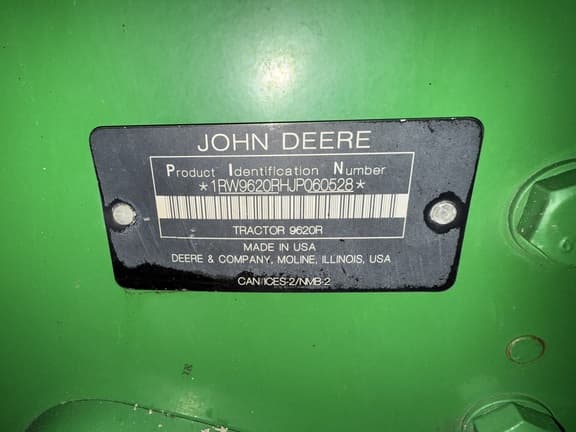 JOHN DEERE
Product Identification Number
*1RW9620RHJP060528*
TRACTOR 9620R
MADE IN USA
DEERE & COMPANY, MOLINE, ILLINOIS, USA
CAN ICES-2/NMB-2